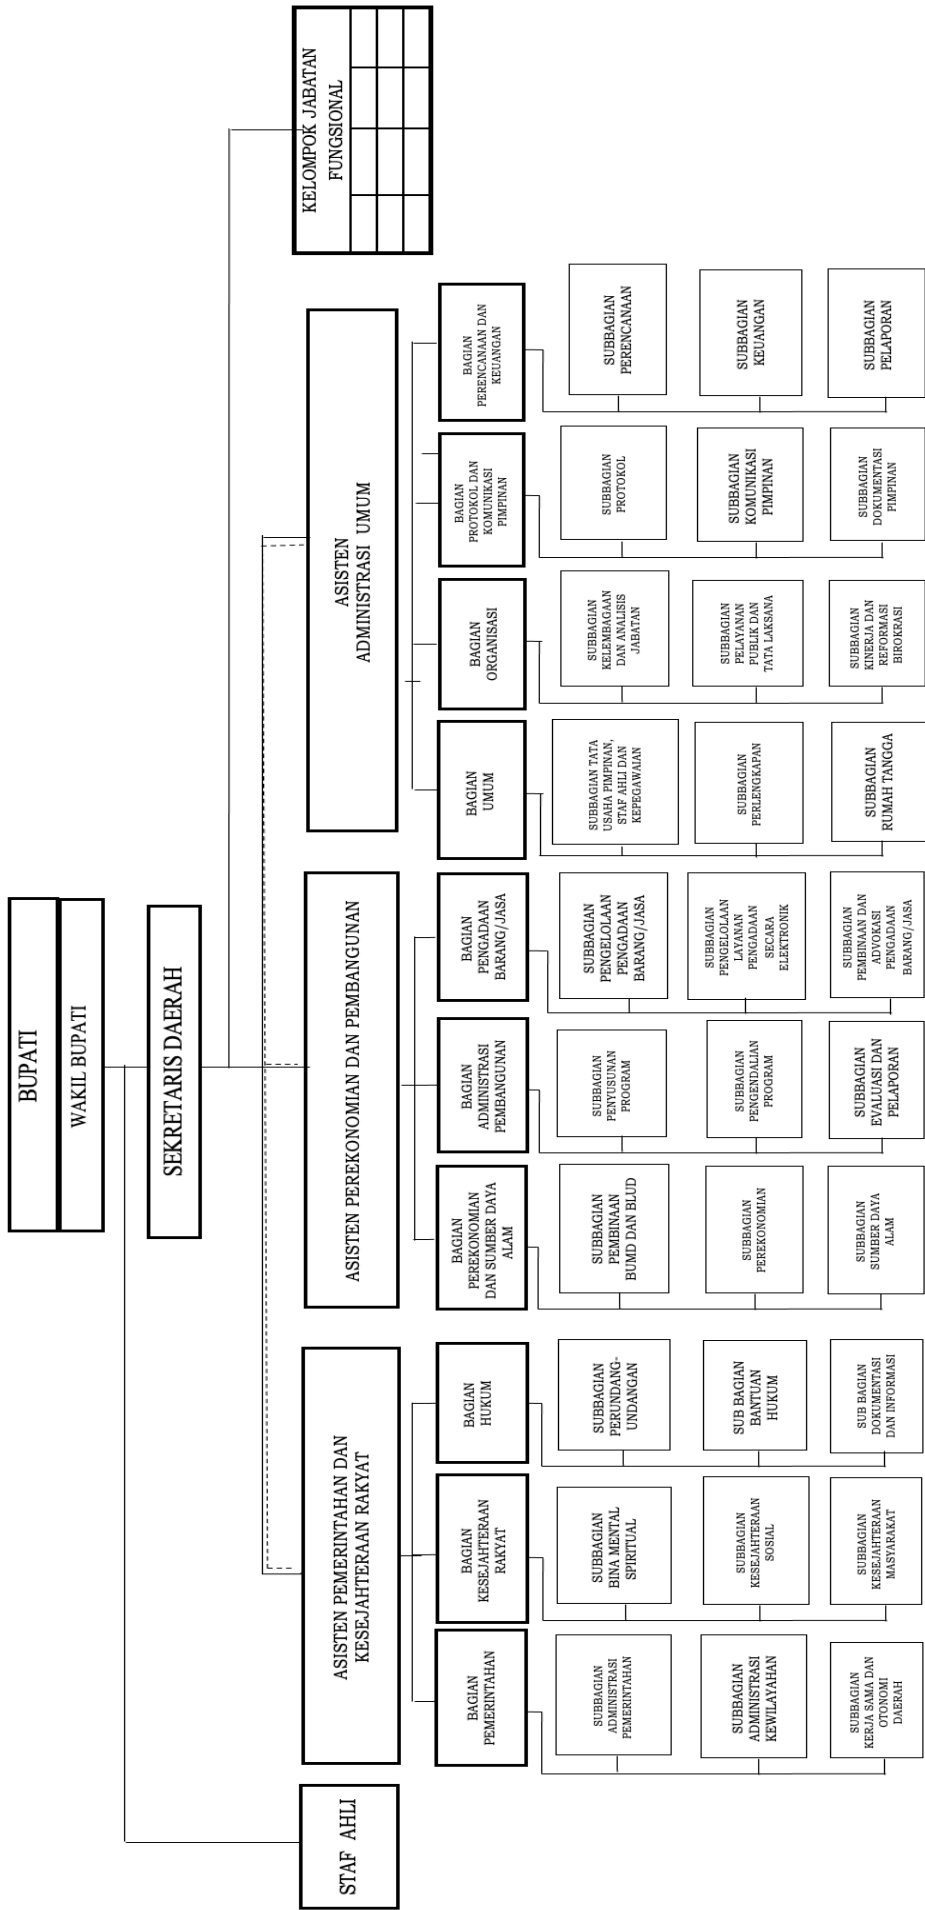 BUPATI
WAKIL BUPATI
SEKRETARIS DAERAH
STAF AHLI
ASISTEN PEMERINTAHAN DAN
KESEJAHTERAAN RAKYAT
ASISTEN PEREKONOMIAN DAN PEMBANGUNAN
ASISTEN
ADMINISTRASI UMUM
KELOMPOK JABATAN
FUNGSIONAL
BAGIAN
PEMERINTAHAN
BAGIAN
KESEJAHTERAAN
RAKYAT
BAGIAN
HUKUM
BAGIAN
PEREKONOMIAN
DAN SUMBER DAYA
ALAM
BAGIAN
ADMINISTRASI
PEMBANGUNAN
BAGIAN
PENGADAAN
BARANG/JASA
BAGIAN
UMUM
BAGIAN
ORGANISASI
BAGIAN
PROTOKOL DAN
KOMUNIKASI
PIMPINAN
BAGIAN
PERENCANAAN DAN
KEUANGAN
SUBBAGIAN
ADMINISTRASI
PEMERINTAHAN
SUBBAGIAN
BINA MENTAL
SPIRITUAL
SUBBAGIAN
PERUNDANG-
UNDANGAN
SUBBAGIAN
PEMBINAAN
BUMD DAN BLUD
SUBBAGIAN
PENYUSUNAN
PROGRAM
SUBBAGIAN
PENGELOLAAN
PENGADAAN
BARANG/JASA
SUBBAGIAN TATA
USAHA PIMPINAN,
STAF AHLI DAN
KEPEGAWAIAN
SUBBAGIAN
KELEMBAGAAN
DAN ANALISIS
JABATAN
SUBBAGIAN
PROTOKOL
SUBBAGIAN
PERENCANAAN
SUBBAGIAN
ADMINISTRASI
KEWILAYAHAN
SUBBAGIAN
KESEJAHTERAAN
SOSIAL
SUB BAGIAN
BANTUAN
HUKUM
SUBBAGIAN
PEREKONOMIAN
SUBBAGIAN
PENGENDALIAN
PROGRAM
SUBBAGIAN
PENGELOLAAN
LAYANAN
PENGADAAN
SECARA
ELEKTRONIK
SUBBAGIAN
PERLENGKAPAN
SUBBAGIAN
PELAYANAN
PUBLIK DAN
TATA LAKSANA
SUBBAGIAN
KOMUNIKASI
PIMPINAN
SUBBAGIAN
KEUANGAN
SUBBAGIAN
KERJA SAMA DAN
OTONOMI
DAERAH
SUBBAGIAN
KESEJAHTERAAN
MASYARAKAT
SUB BAGIAN
DOKUMENTASI
DAN INFORMASI
SUBBAGIAN
SUMBER DAYA
ALAM
SUBBAGIAN
EVALUASI DAN
PELAPORAN
SUBBAGIAN
PEMBINAAN DAN
ADVOKASI
PENGADAAN
BARANG/JASA
SUBBAGIAN
RUMAH TANGGA
SUBBAGIAN
KINERJA DAN
REFORMASI
BIROKRASI
SUBBAGIAN
DOKUMENTASI
PIMPINAN
SUBBAGIAN
PELAPORAN